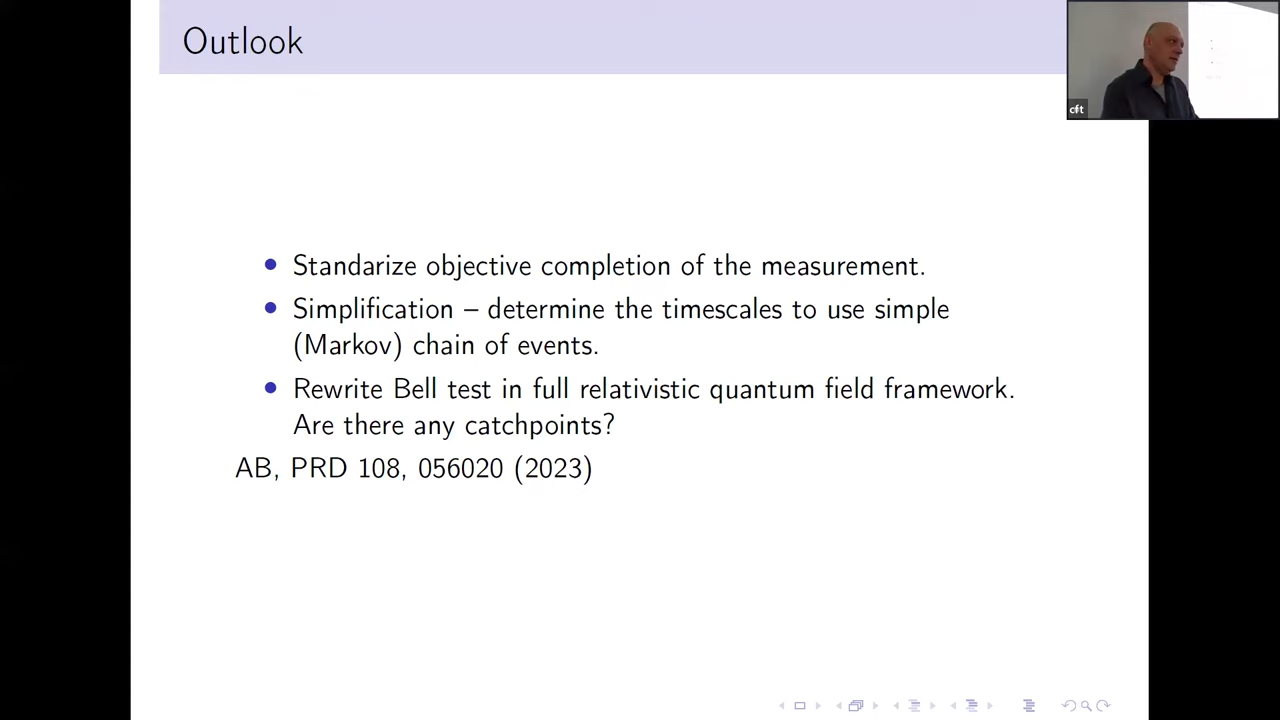 Outlook
cft
• Standarize objective completion of the measurement.
• Simplification – determine the timescales to use simple
(Markov) chain of events.
• Rewrite Bell test in full relativistic quantum field framework.
Are there any catchpoints?
AB, PRD 108, 056020 (2023)